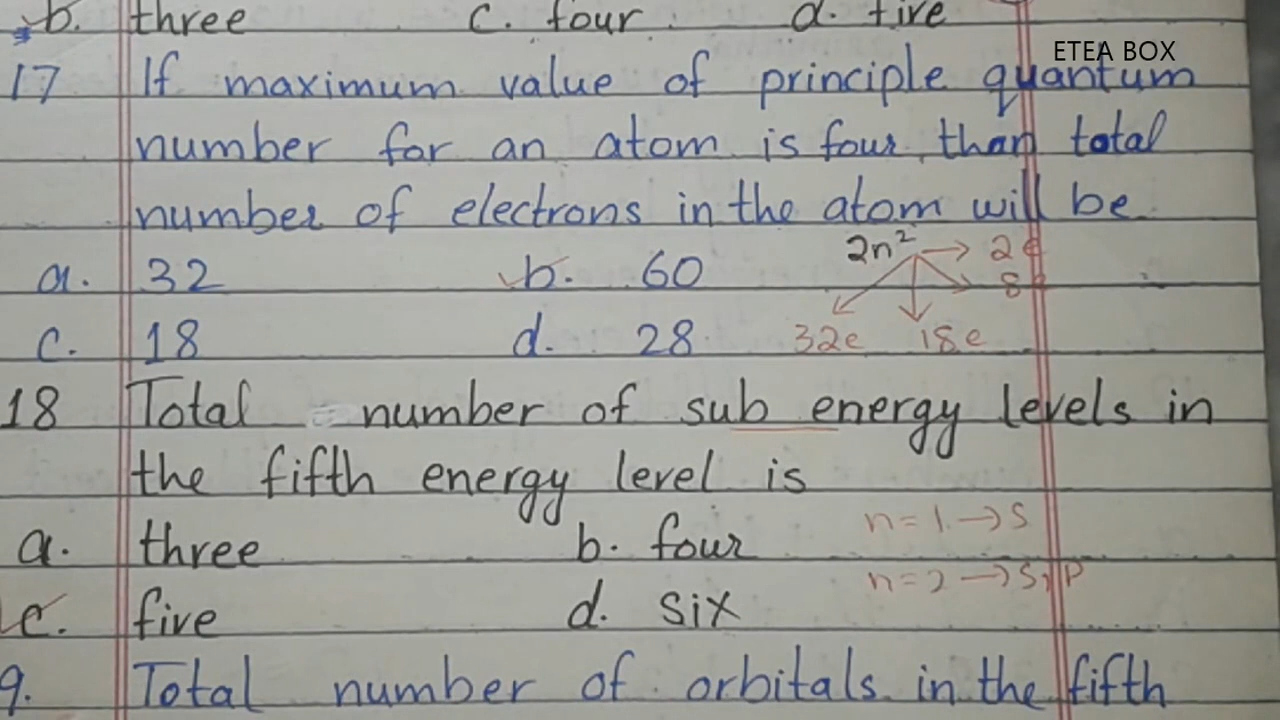 b. three c. four. d. five
ETEA BOX
17 If maximum value of principle quantum
number for an atom is four, than total
number of electrons in the atom will be
a. 32 b. 60 2n² → 2e
8e
c. 18 d. 28 32e 18e
18 Total number of sub energy levels in
the fifth energy level is
n=1 → S
a. three b. four
n=2 → S, P
c. five d. six
9. Total number of orbitals in the fifth